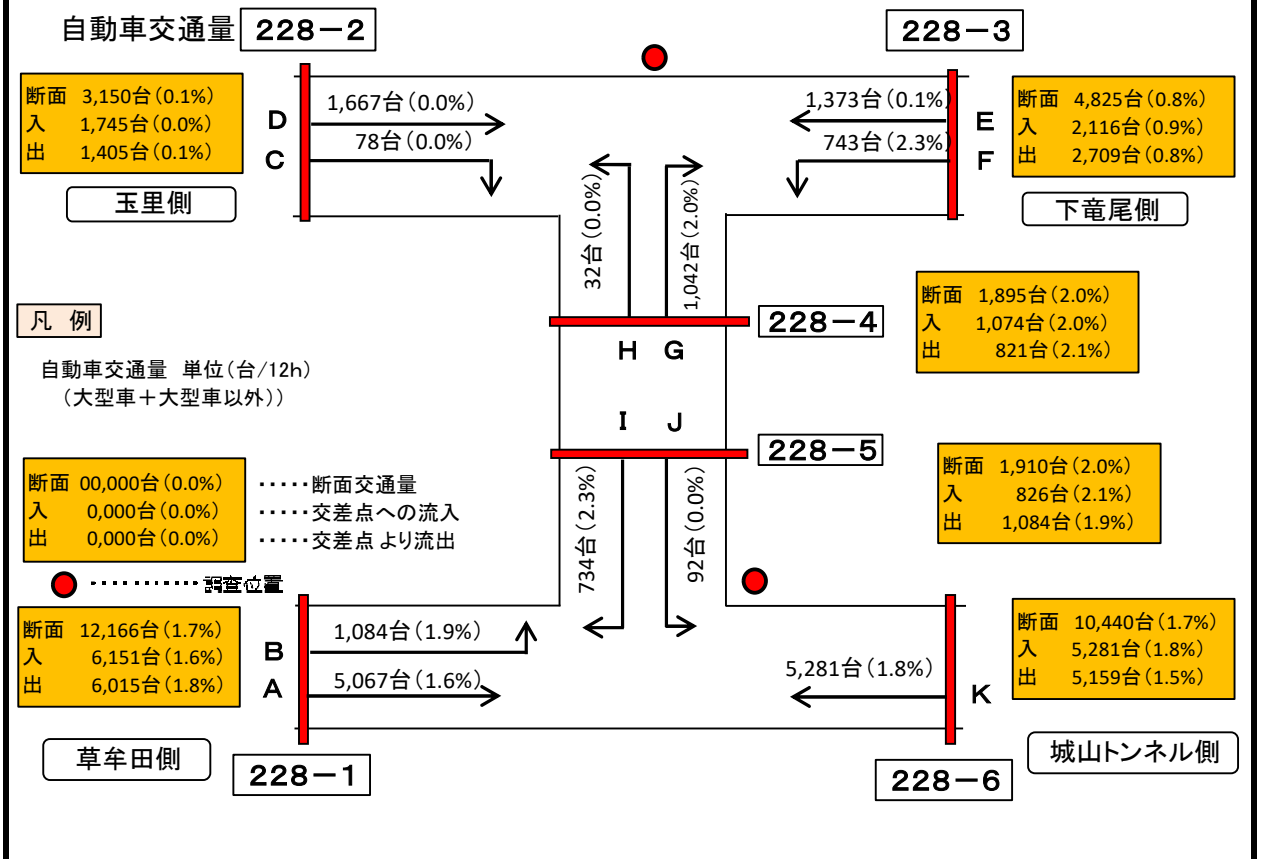 自動車交通量 228－2
228－3
断面 3,150台(0.1%)
入 1,745台(0.0%)
出 1,405台(0.1%)
玉里側
D
C
1,667台(0.0%)
78台(0.0%)
1,373台(0.1%)
743台(2.3%)
E
F
断面 4,825台(0.8%)
入 2,116台(0.9%)
出 2,709台(0.8%)
下竜尾側
32台(0.0%)
1,042台(2.0%)
228－4
H G
断面 1,895台(2.0%)
入 1,074台(2.0%)
出 821台(2.1%)
凡 例
自動車交通量 単位(台/12h)
(大型車＋大型車以外))
I J
228－5
734台(2.3%)
92台(0.0%)
断面 1,910台(2.0%)
入 826台(2.1%)
出 1,084台(1.9%)
断面 00,000台(0.0%) ･････断面交通量
入 0,000台(0.0%) ･････交差点への流入
出 0,000台(0.0%) ･････交差点より流出
･････････調査位置
断面 12,166台(1.7%)
入 6,151台(1.6%)
出 6,015台(1.8%)
草牟田側
B
A
1,084台(1.9%)
5,067台(1.6%)
228－1
5,281台(1.8%)
K
断面 10,440台(1.7%)
入 5,281台(1.8%)
出 5,159台(1.5%)
城山トンネル側
228－6